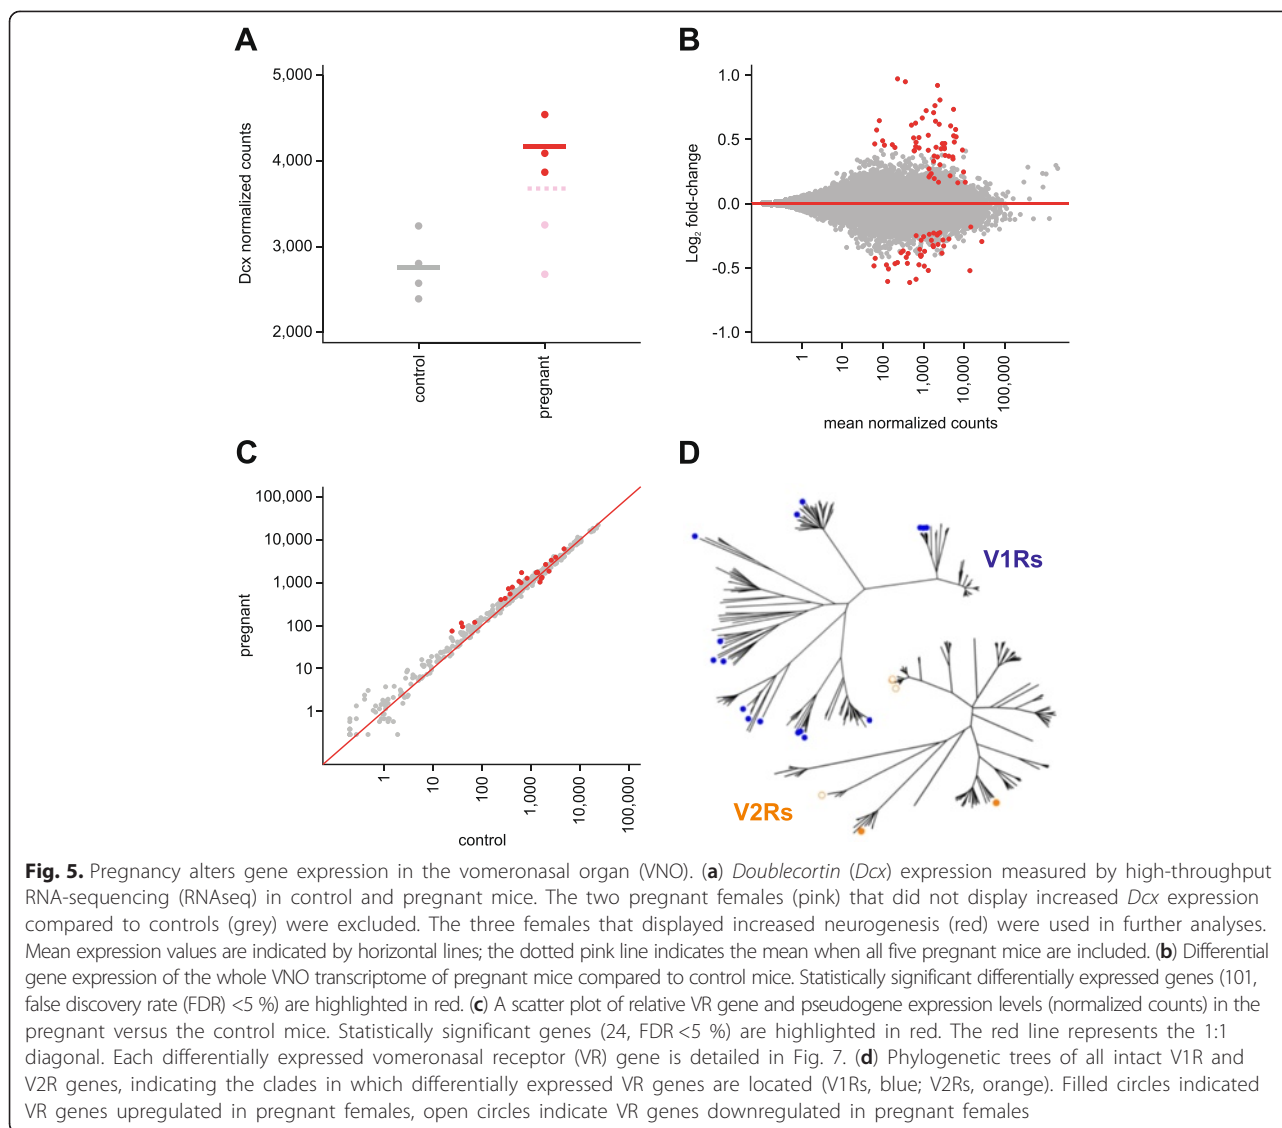 A
Dcx normalized counts
5,000
4,000
3,000
2,000
control
pregnant
B
Log2 fold-change
1.0
0.5
0.0
-0.5
-1.0
1
10
100
1,000
10,000
100,000
mean normalized counts
C
pregnant
100,000
10,000
1,000
100
10
1
1
10
100
1,000
10,000
100,000
control
D
V1Rs
V2Rs
Fig. 5. Pregnancy alters gene expression in the vomeronasal organ (VNO). (a) Doublecortin (Dcx) expression measured by high-throughput
RNA-sequencing (RNAseq) in control and pregnant mice. The two pregnant females (pink) that did not display increased Dcx expression
compared to controls (grey) were excluded. The three females that displayed increased neurogenesis (red) were used in further analyses.
Mean expression values are indicated by horizontal lines; the dotted pink line indicates the mean when all five pregnant mice are included. (b) Differential
gene expression of the whole VNO transcriptome of pregnant mice compared to control mice. Statistically significant differentially expressed genes (101,
false discovery rate (FDR) <5 %) are highlighted in red. (c) A scatter plot of relative VR gene and pseudogene expression levels (normalized counts) in the
pregnant versus the control mice. Statistically significant genes (24, FDR <5 %) are highlighted in red. The red line represents the 1:1
diagonal. Each differentially expressed vomeronasal receptor (VR) gene is detailed in Fig. 7. (d) Phylogenetic trees of all intact V1R and
V2R genes, indicating the clades in which differentially expressed VR genes are located (V1Rs, blue; V2Rs, orange). Filled circles indicated
VR genes upregulated in pregnant females, open circles indicate VR genes downregulated in pregnant females